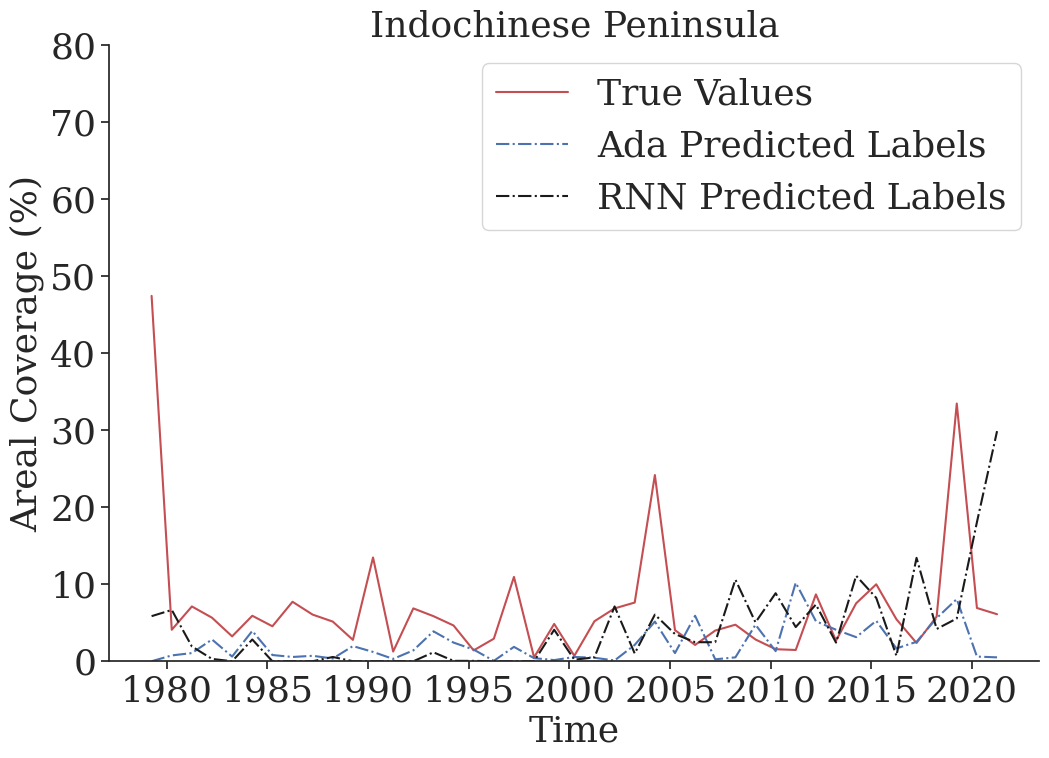 Indochinese Peninsula
80
70
60
50
40
30
20
10
0
Areal Coverage (%)
True Values
Ada Predicted Labels
RNN Predicted Labels
1980 1985 1990 1995 2000 2005 2010 2015 2020
Time